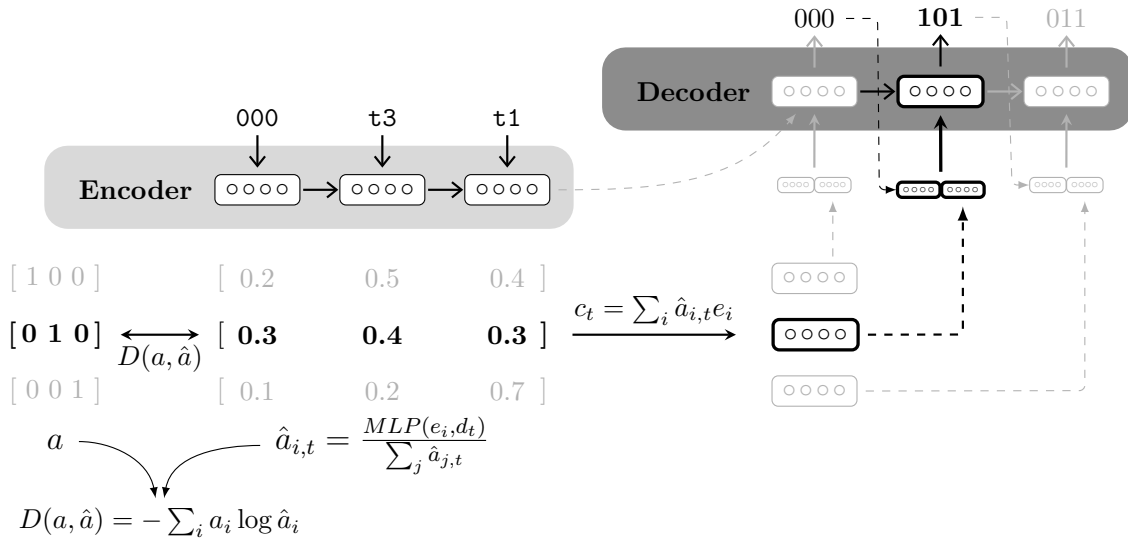 000 101 011
Decoder
000 t3 t1
Encoder
[ 1 0 0 ] [ 0.2 0.5 0.4 ]
[ 0 1 0 ] D(a, â) [ 0.3 0.4 0.3 ] c_t = ∑_i â_{i,t} e_i
[ 0 0 1 ] [ 0.1 0.2 0.7 ]
a â_{i,t} = MLP(e_i,d_t) / ∑_j â_{j,t}
D(a, â) = − ∑_i a_i log â_i